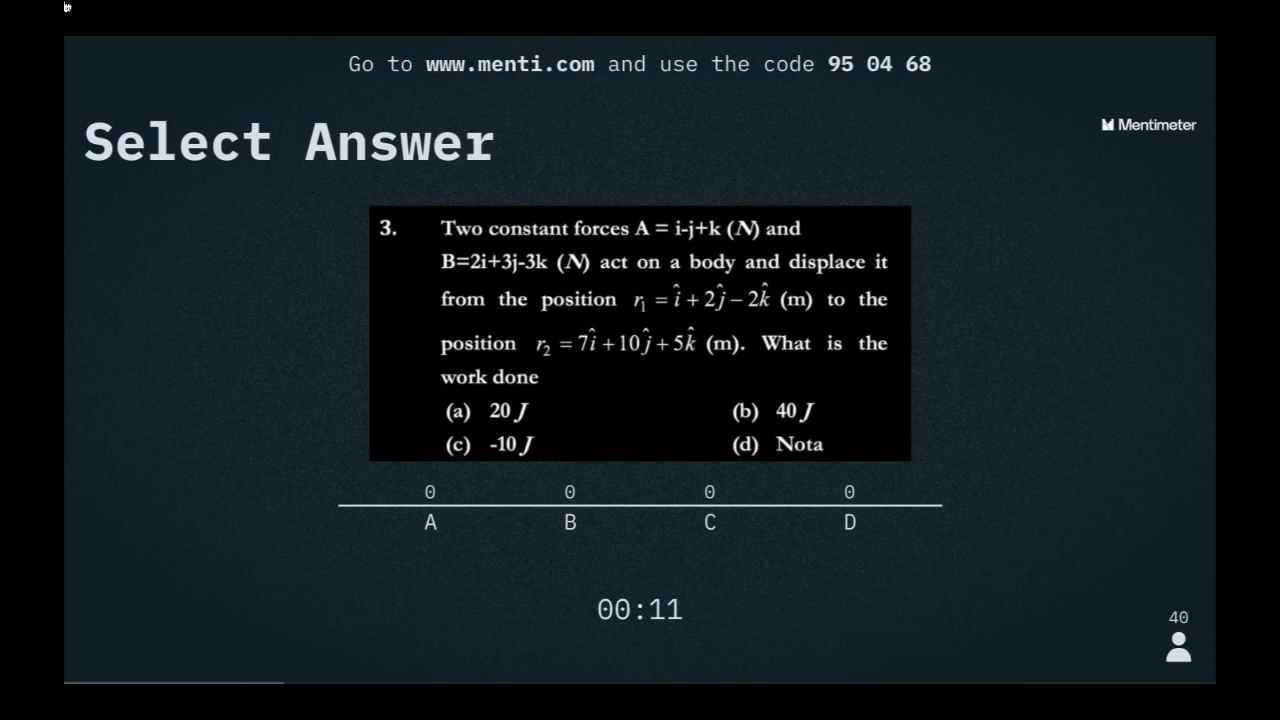 Go to www.menti.com and use the code 95 04 68
Select Answer
Mentimeter
3. Two constant forces A = i-j+k (N) and
B=2i+3j-3k (N) act on a body and displace it
from the position r₁ = î + 2ĵ − 2k̂ (m) to the
position r₂ = 7î + 10ĵ + 5k̂ (m). What is the
work done
(a) 20 J (b) 40 J
(c) -10 J (d) Nota
0 0 0 0
A B C D
00:11
40